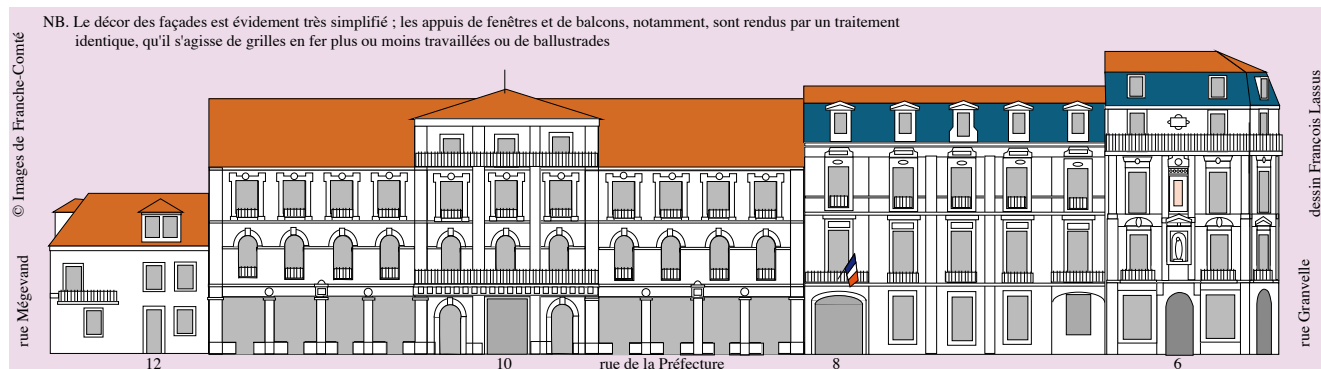 NB. Le décor des façades est évidement très simplifié ; les appuis de fenêtres et de balcons, notamment, sont rendus par un traitement
identique, qu'il s'agisse de grilles en fer plus ou moins travaillées ou de ballustrades
© Images de Franche-Comté
rue Mégevand
dessin François Lassus
rue Granvelle
12
10
rue de la Préfecture
8
6